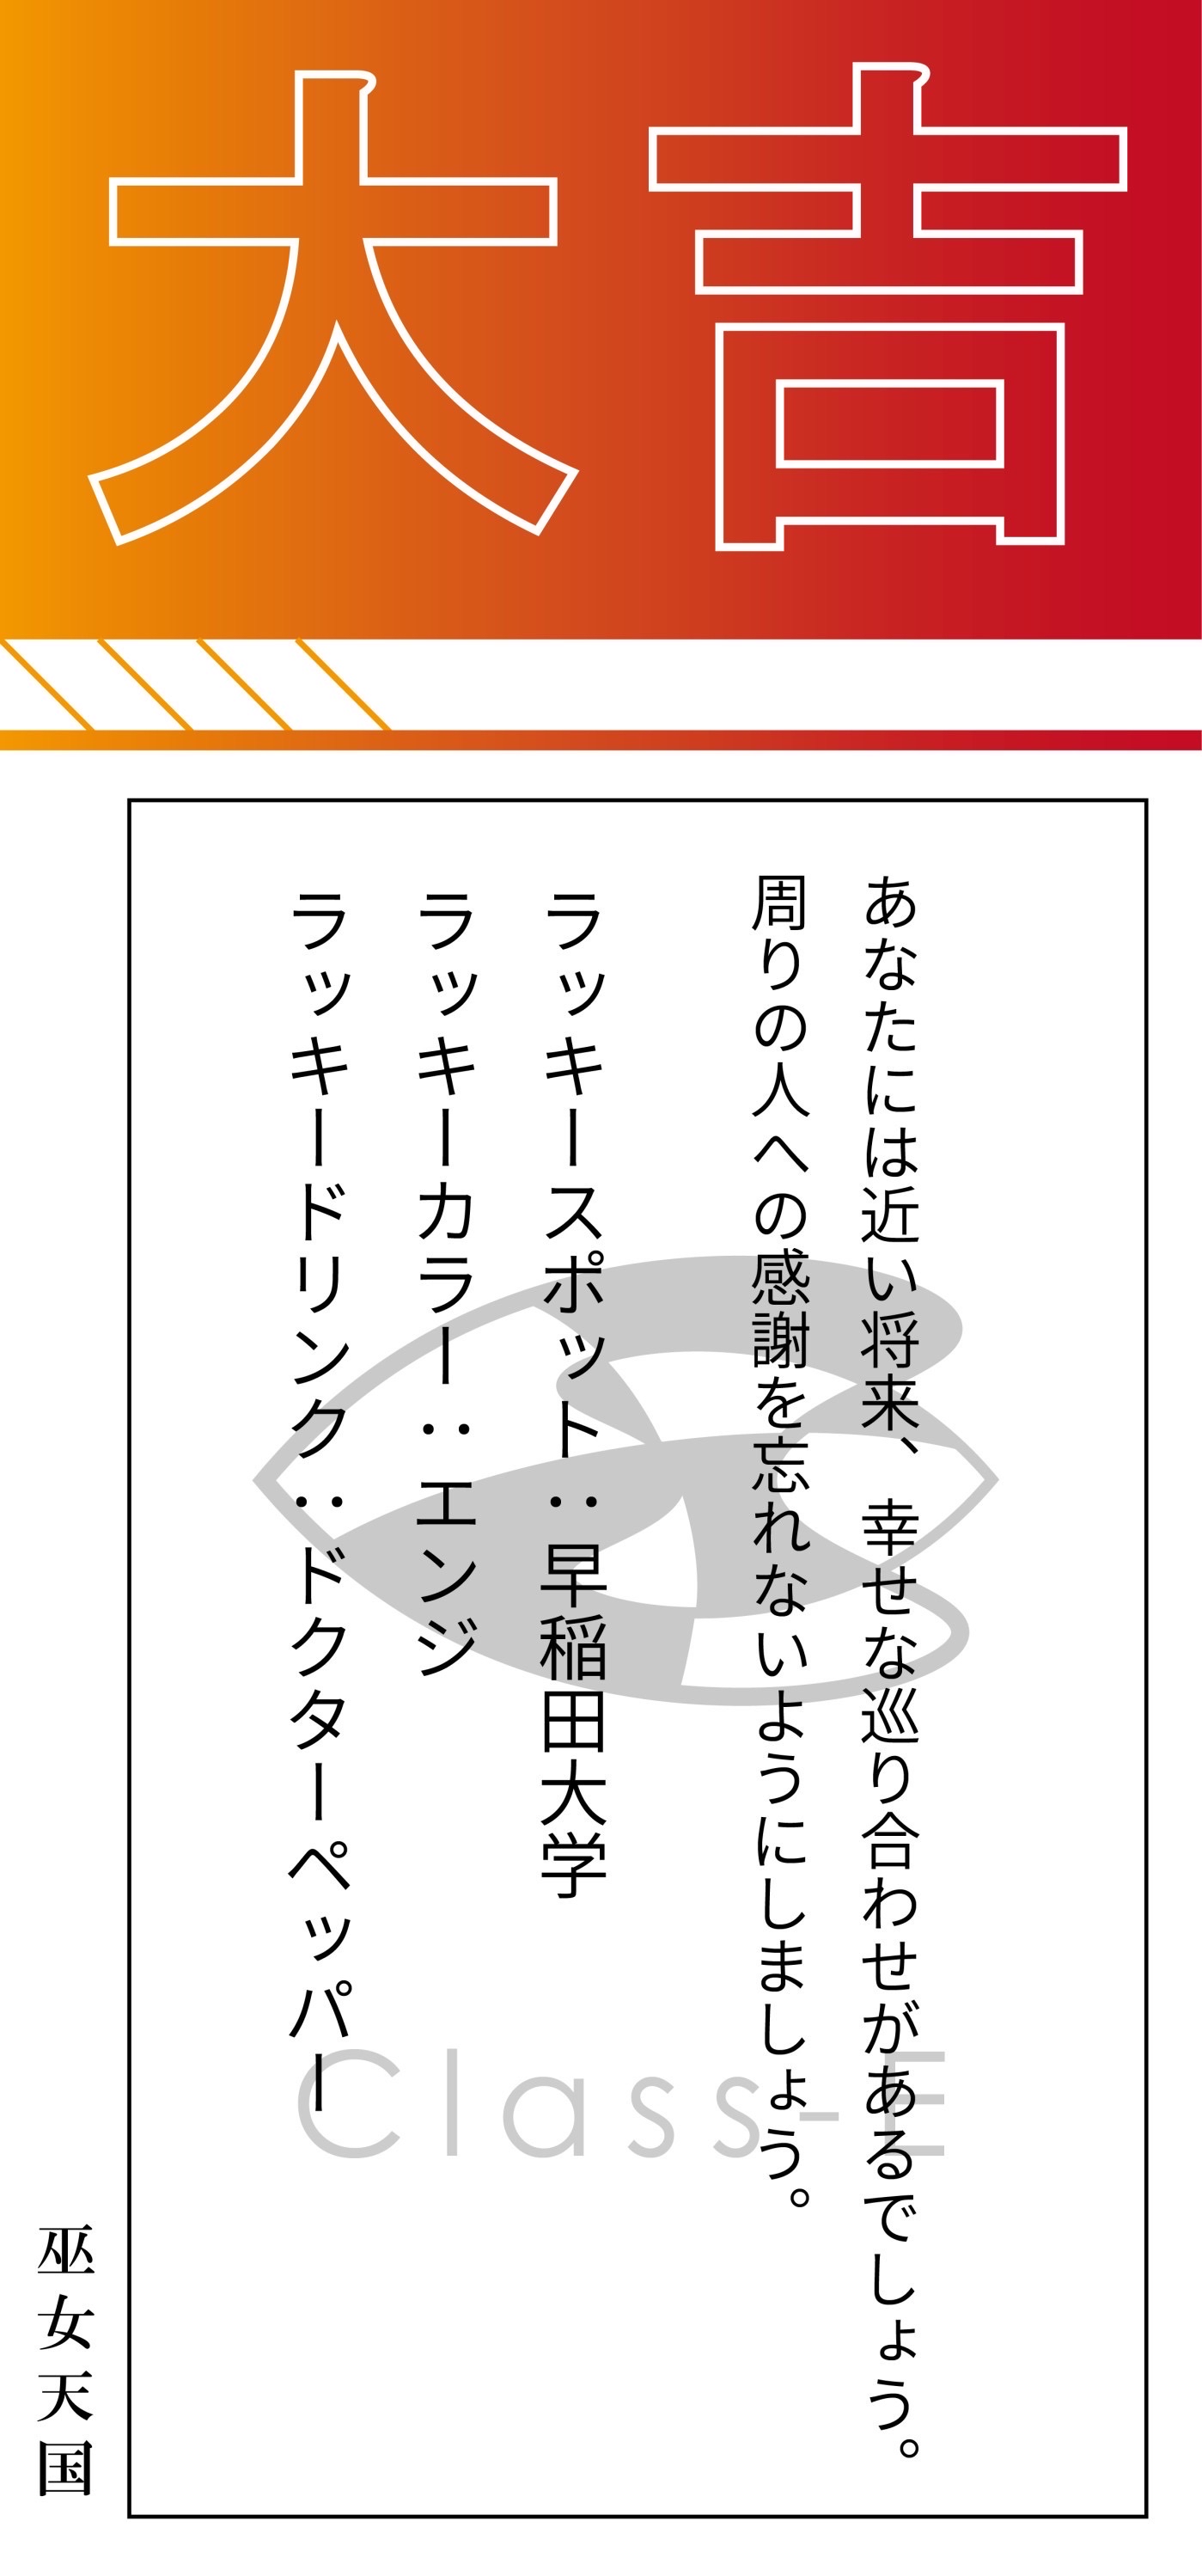 大吉
あなたには近い将来、幸せな巡り合わせがあるでしょう。
周りの人への感謝を忘れないようにしましょう。
ラッキースポット：早稲田大学
ラッキーカラー：エンジ
ラッキードリンク：ドクターペッパー
Class-E
巫女天国